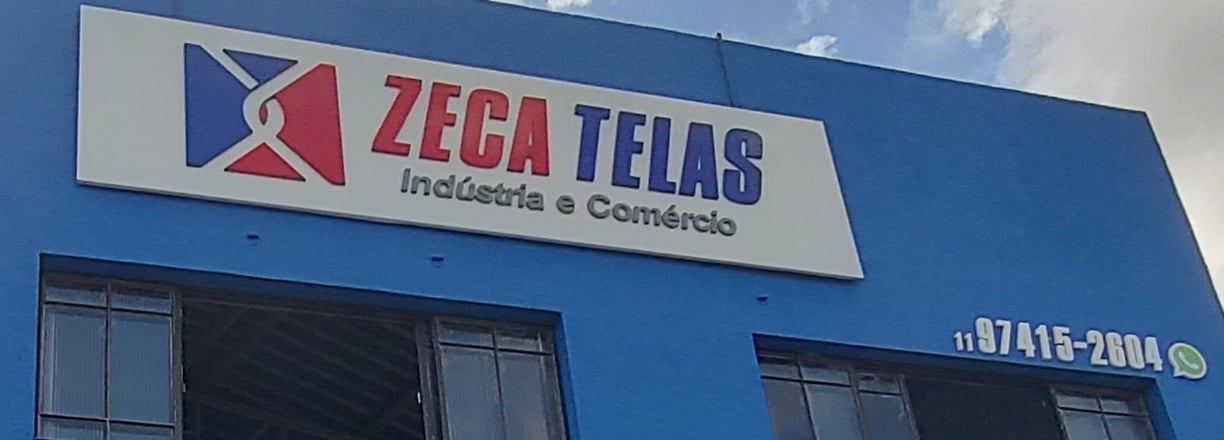 ZECA TELAS
Indústria e Comércio
11 97415-2604